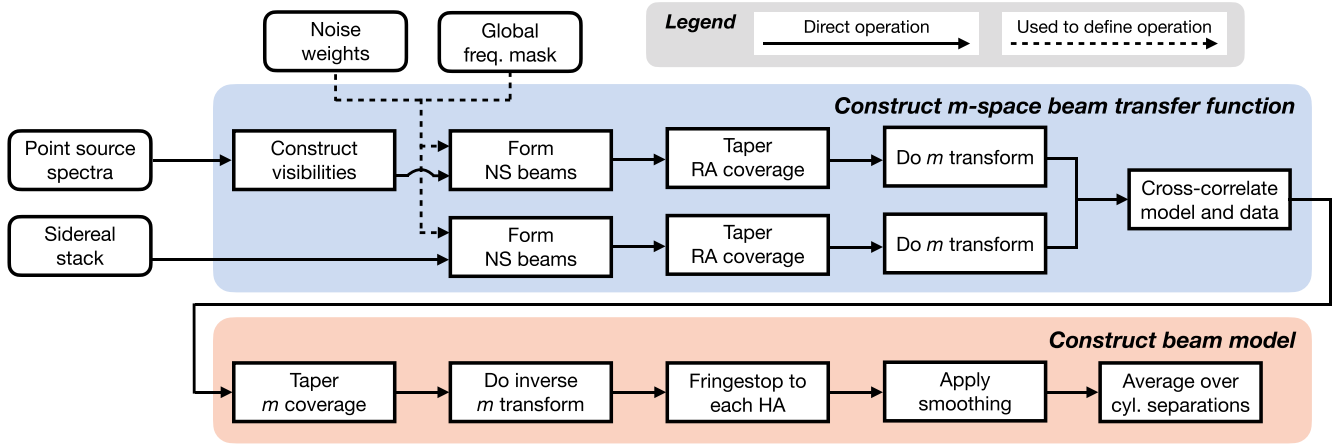 Noise
weights
Global
freq. mask
Legend
Direct operation
Used to define operation
Construct m-space beam transfer function
Point source
spectra
Construct
visibilities
Form
NS beams
Taper
RA coverage
Do m transform
Cross-correlate
model and data
Sidereal
stack
Form
NS beams
Taper
RA coverage
Do m transform
Construct beam model
Taper
m coverage
Do inverse
m transform
Fringestop to
each HA
Apply
smoothing
Average over
cyl. separations